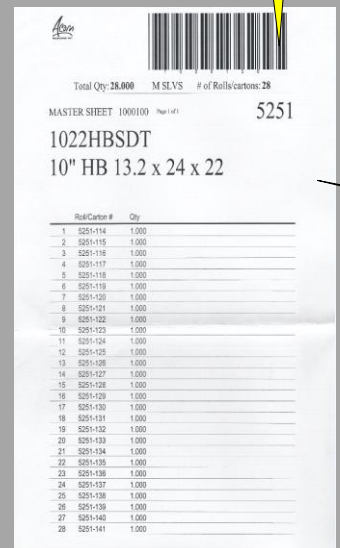 Acorn
Total Qty: 28.000 M SLVS # of Rolls/cartons: 28
MASTER SHEET 1000100 Page 1 of 1 5251
1022HBSDT
10" HB 13.2 x 24 x 22
Roll/Carton # Qty
1 5251-114 1.000
2 5251-115 1.000
3 5251-116 1.000
4 5251-117 1.000
5 5251-118 1.000
6 5251-119 1.000
7 5251-120 1.000
8 5251-121 1.000
9 5251-122 1.000
10 5251-123 1.000
11 5251-124 1.000
12 5251-125 1.000
13 5251-126 1.000
14 5251-127 1.000
15 5251-128 1.000
16 5251-129 1.000
17 5251-130 1.000
18 5251-131 1.000
19 5251-132 1.000
20 5251-133 1.000
21 5251-134 1.000
22 5251-135 1.000
23 5251-136 1.000
24 5251-137 1.000
25 5251-138 1.000
26 5251-139 1.000
27 5251-140 1.000
28 5251-141 1.000